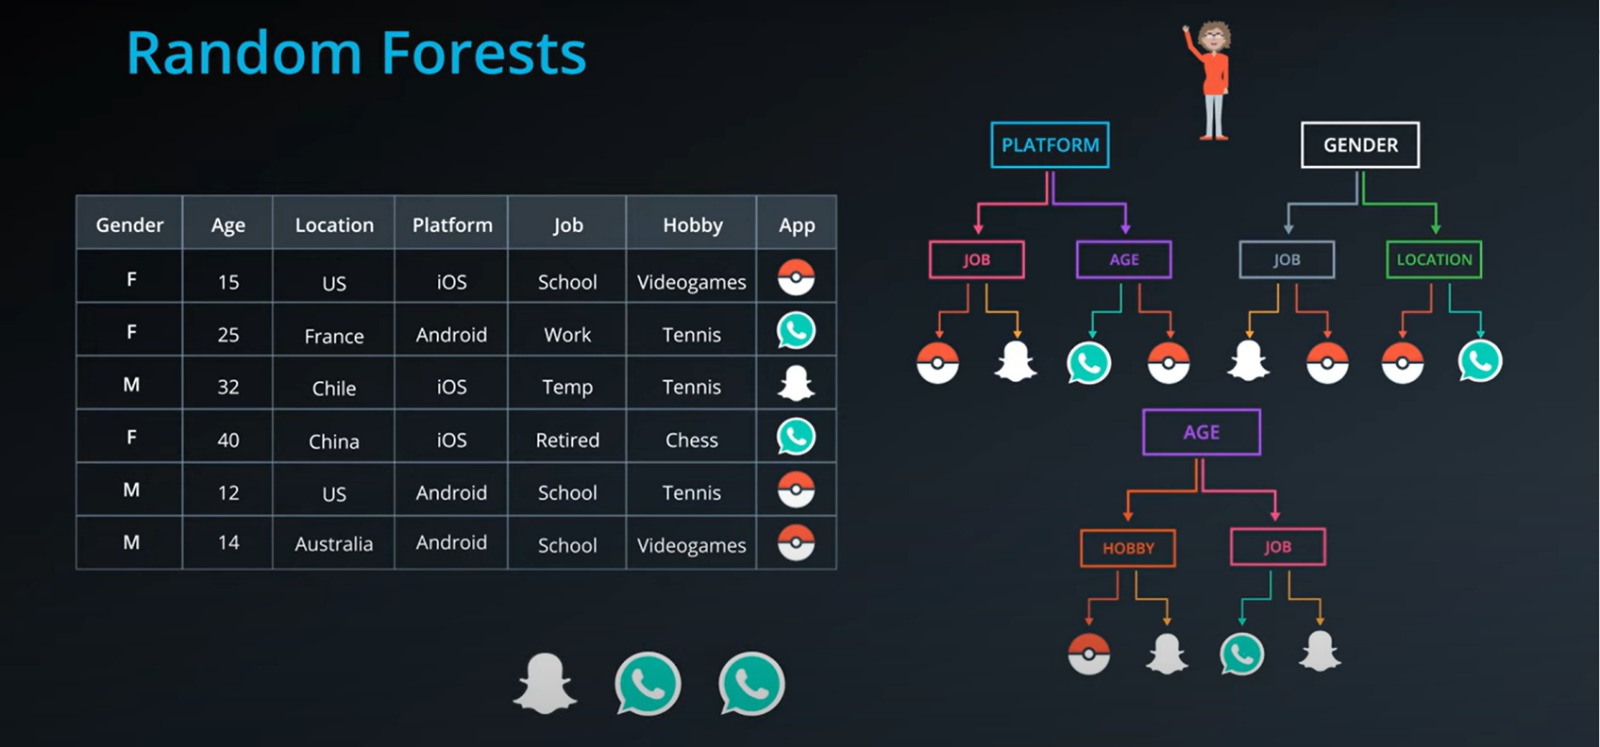 Random Forests
Gender Age Location Platform Job Hobby App
F 15 US iOS School Videogames
F 25 France Android Work Tennis
M 32 Chile iOS Temp Tennis
F 40 China iOS Retired Chess
M 12 US Android School Tennis
M 14 Australia Android School Videogames
PLATFORM GENDER
JOB AGE JOB LOCATION
AGE
HOBBY JOB